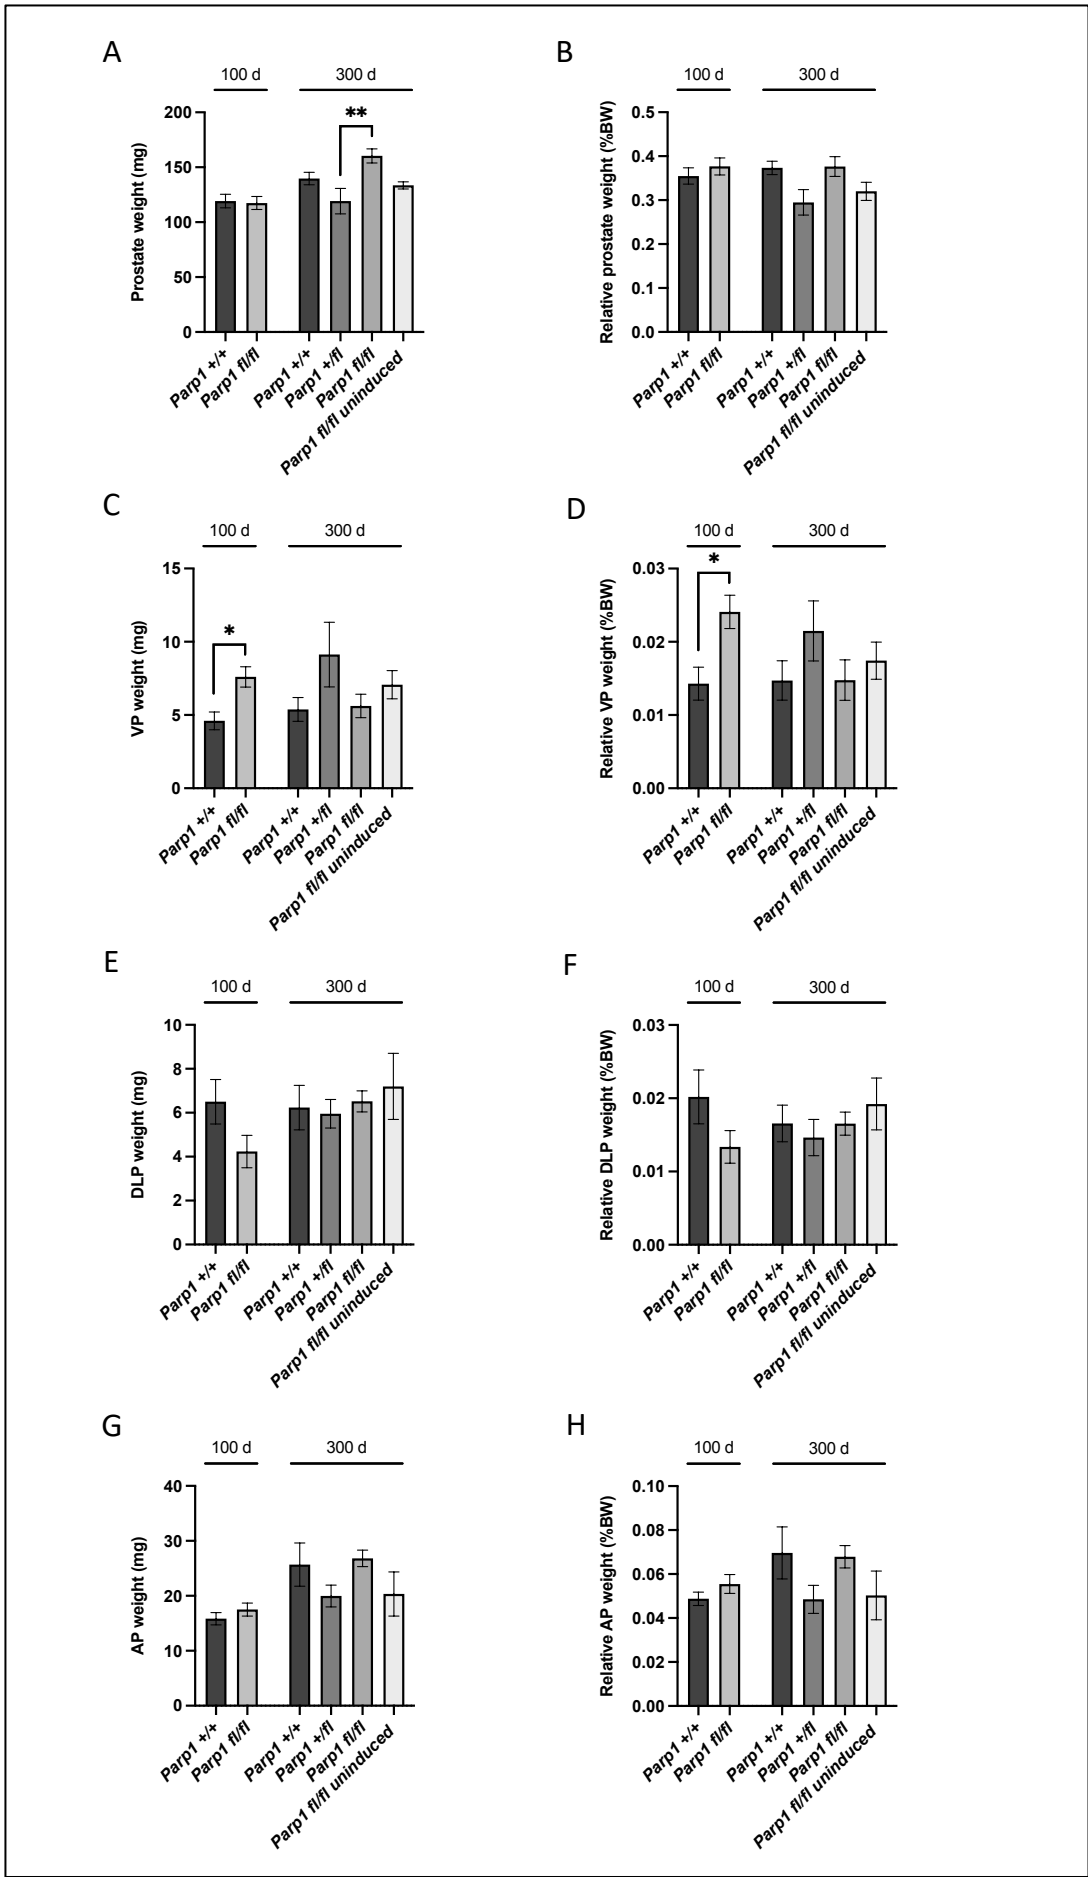 A
100 d
300 d
**
Prostate weight (mg)
200
150
100
50
0
Parp1 +/+
Parp1 fl/fl
Parp1 +/+
Parp1 +/fl
Parp1 fl/fl
Parp1 fl/fl uninduced
B
100 d
300 d
Relative prostate weight (%BW)
0.5
0.4
0.3
0.2
0.1
0.0
Parp1 +/+
Parp1 fl/fl
Parp1 +/+
Parp1 +/fl
Parp1 fl/fl
Parp1 fl/fl uninduced
C
100 d
300 d
*
VP weight (mg)
15
10
5
0
Parp1 +/+
Parp1 fl/fl
Parp1 +/+
Parp1 +/fl
Parp1 fl/fl
Parp1 fl/fl uninduced
D
100 d
300 d
*
Relative VP weight (%BW)
0.03
0.02
0.01
0.00
Parp1 +/+
Parp1 fl/fl
Parp1 +/+
Parp1 +/fl
Parp1 fl/fl
Parp1 fl/fl uninduced
E
100 d
300 d
DLP weight (mg)
10
8
6
4
2
0
Parp1 +/+
Parp1 fl/fl
Parp1 +/+
Parp1 +/fl
Parp1 fl/fl
Parp1 fl/fl uninduced
F
100 d
300 d
Relative DLP weight (%BW)
0.03
0.02
0.01
0.00
Parp1 +/+
Parp1 fl/fl
Parp1 +/+
Parp1 +/fl
Parp1 fl/fl
Parp1 fl/fl uninduced
G
100 d
300 d
AP weight (mg)
40
30
20
10
0
Parp1 +/+
Parp1 fl/fl
Parp1 +/+
Parp1 +/fl
Parp1 fl/fl
Parp1 fl/fl uninduced
H
100 d
300 d
Relative AP weight (%BW)
0.10
0.08
0.06
0.04
0.02
0.00
Parp1 +/+
Parp1 fl/fl
Parp1 +/+
Parp1 +/fl
Parp1 fl/fl
Parp1 fl/fl uninduced